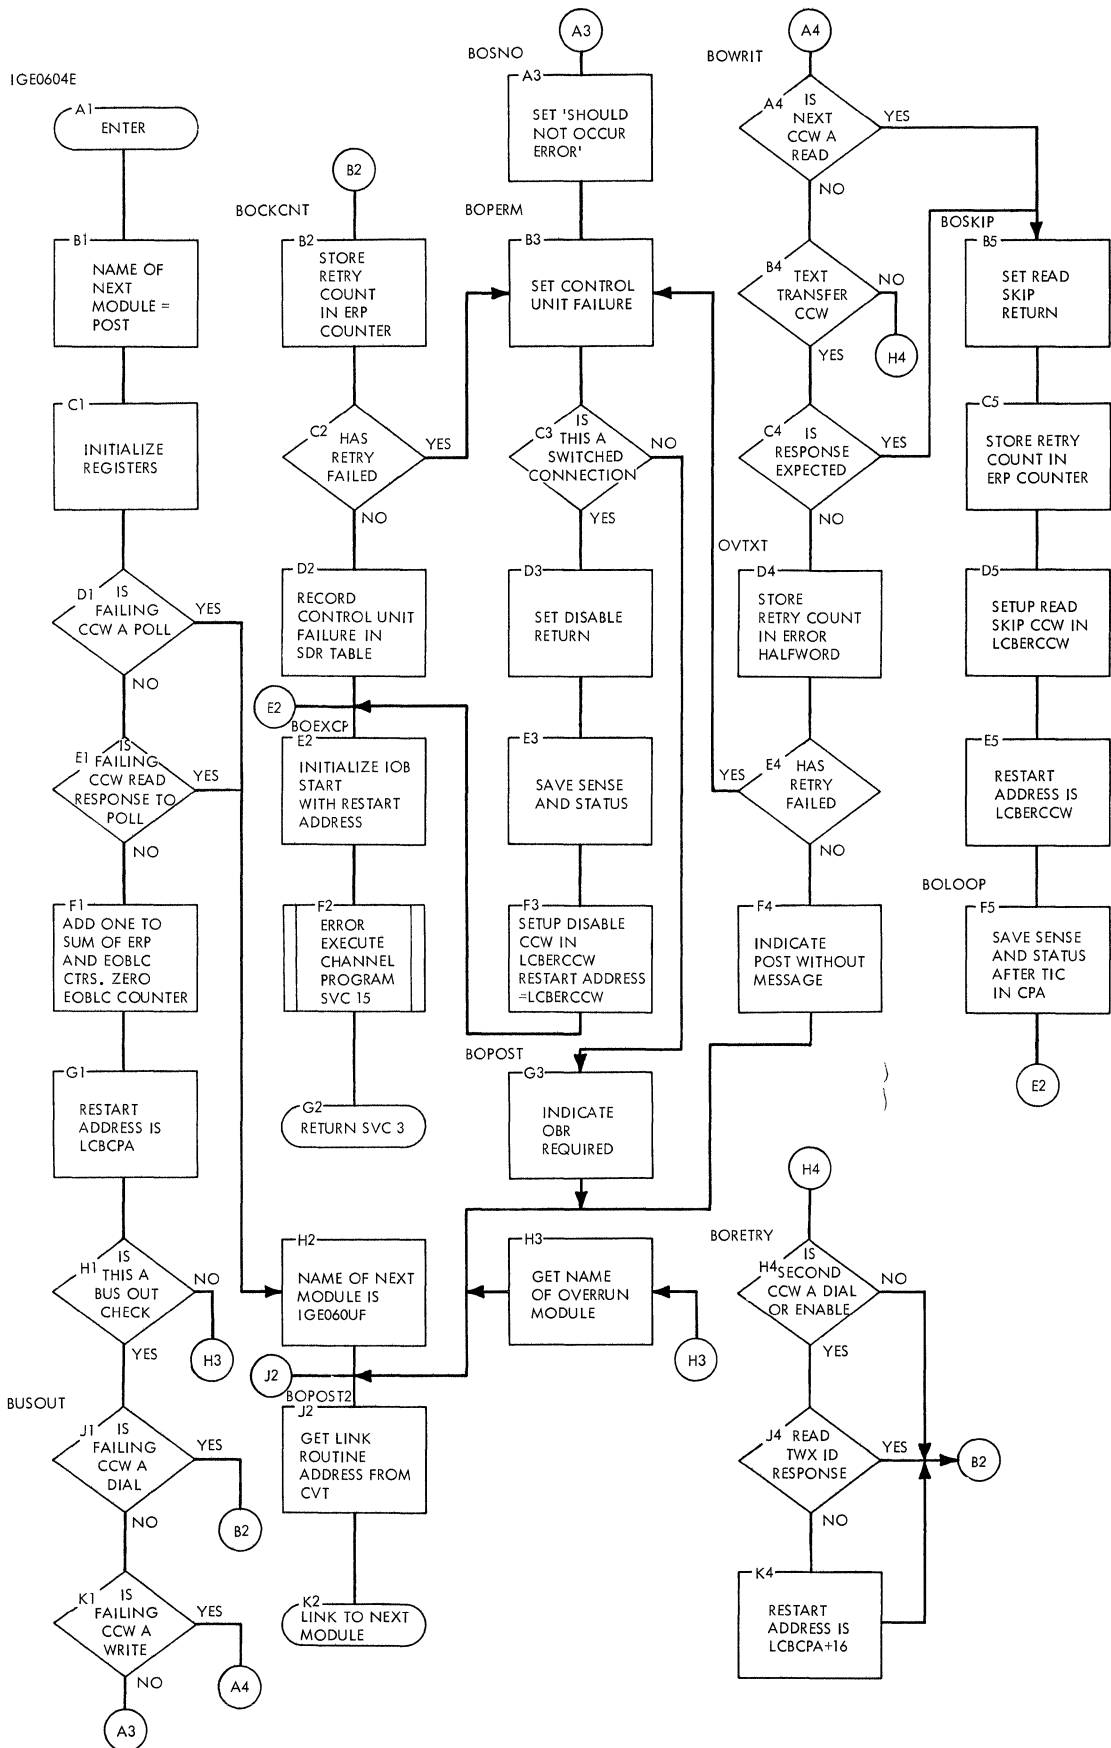 IGE0604E
A1
ENTER
B1
NAME OF
NEXT
MODULE =
POST
C1
INITIALIZE
REGISTERS
D1
IS
FAILING
CCW A POLL
YES
NO
E1
IS
FAILING
CCW READ
RESPONSE TO
POLL
YES
NO
F1
ADD ONE TO
SUM OF ERP
AND EOBLC
CTRS. ZERO
EOBLC COUNTER
G1
RESTART
ADDRESS IS
LCBCPA
H1
IS
THIS A
BUS OUT
CHECK
NO
H3
YES
BUSOUT
J1
IS
FAILING
CCW A
DIAL
YES
B2
NO
K1
IS
FAILING
CCW A
WRITE
YES
A4
NO
A3
B2
BOCKCNT
B2
STORE
RETRY
COUNT
IN ERP
COUNTER
C2
HAS
RETRY
FAILED
YES
NO
D2
RECORD
CONTROL UNIT
FAILURE IN
SDR TABLE
E2
BOEXCP
E2
INITIALIZE IOB
START
WITH RESTART
ADDRESS
F2
ERROR
EXECUTE
CHANNEL
PROGRAM
SVC 15
G2
RETURN SVC 3
H2
NAME OF NEXT
MODULE IS
IGE060UF
J2
BOPOST2
J2
GET LINK
ROUTINE
ADDRESS FROM
CVT
K2
LINK TO NEXT
MODULE
A3
BOSNO
A3
SET 'SHOULD
NOT OCCUR
ERROR'
BOPERM
B3
SET CONTROL
UNIT FAILURE
C3
IS
THIS A
SWITCHED
CONNECTION
NO
YES
D3
SET DISABLE
RETURN
E3
SAVE SENSE
AND STATUS
F3
SETUP DISABLE
CCW IN
LCBERCCW
RESTART ADDRESS
=LCBERCCW
BOPOST
G3
INDICATE
OBR
REQUIRED
H3
GET NAME
OF OVERRUN
MODULE
H3
A4
BOWRIT
A4
IS
NEXT
CCW A
READ
YES
NO
B4
TEXT
TRANSFER
CCW
NO
H4
YES
C4
IS
RESPONSE
EXPECTED
YES
NO
OVTXT
D4
STORE
RETRY COUNT
IN ERROR
HALFWORD
E4
HAS
RETRY
FAILED
YES
NO
F4
INDICATE
POST WITHOUT
MESSAGE
H4
BORETRY
H4
IS
SECOND
CCW A DIAL
OR ENABLE
NO
YES
J4
READ
TWX ID
RESPONSE
YES
B2
NO
K4
RESTART
ADDRESS IS
LCBCPA+16
BOSKIP
B5
SET READ
SKIP
RETURN
C5
STORE RETRY
COUNT IN
ERP COUNTER
D5
SETUP READ
SKIP CCW IN
LCBERCCW
E5
RESTART
ADDRESS IS
LCBERCCW
BOLOOP
F5
SAVE SENSE
AND STATUS
AFTER TIC
IN CPA
E2